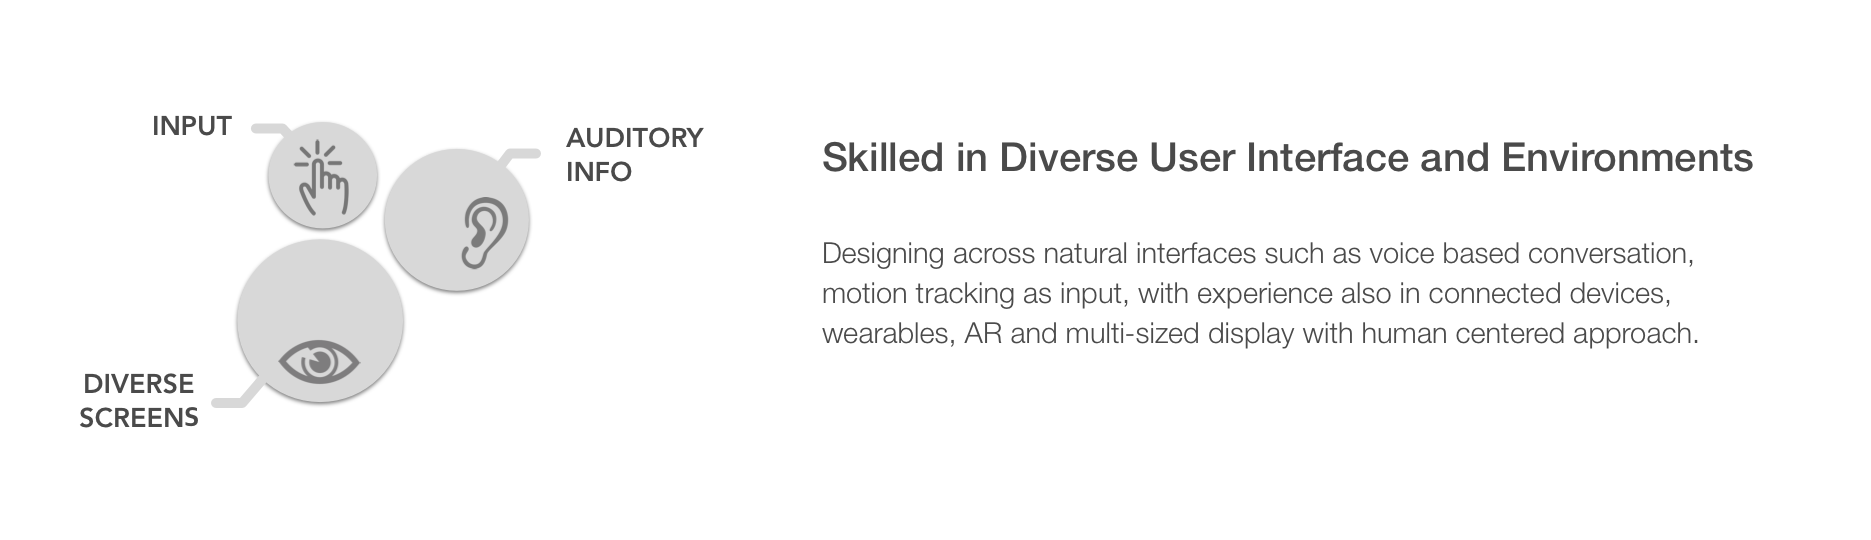 INPUT
AUDITORY
INFO
DIVERSE
SCREENS
Skilled in Diverse User Interface and Environments
Designing across natural interfaces such as voice based conversation,
motion tracking as input, with experience also in connected devices,
wearables, AR and multi-sized display with human centered approach.